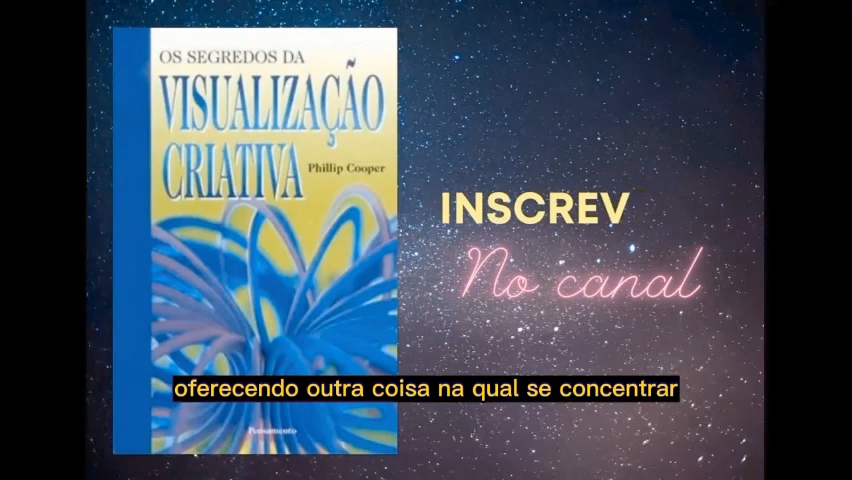 OS SEGREDOS DA
VISUALIZAÇÃO
CRIATIVA
Phillip Cooper
Pensamento
INSCREV
No canal
oferecendo outra coisa na qual se concentrar